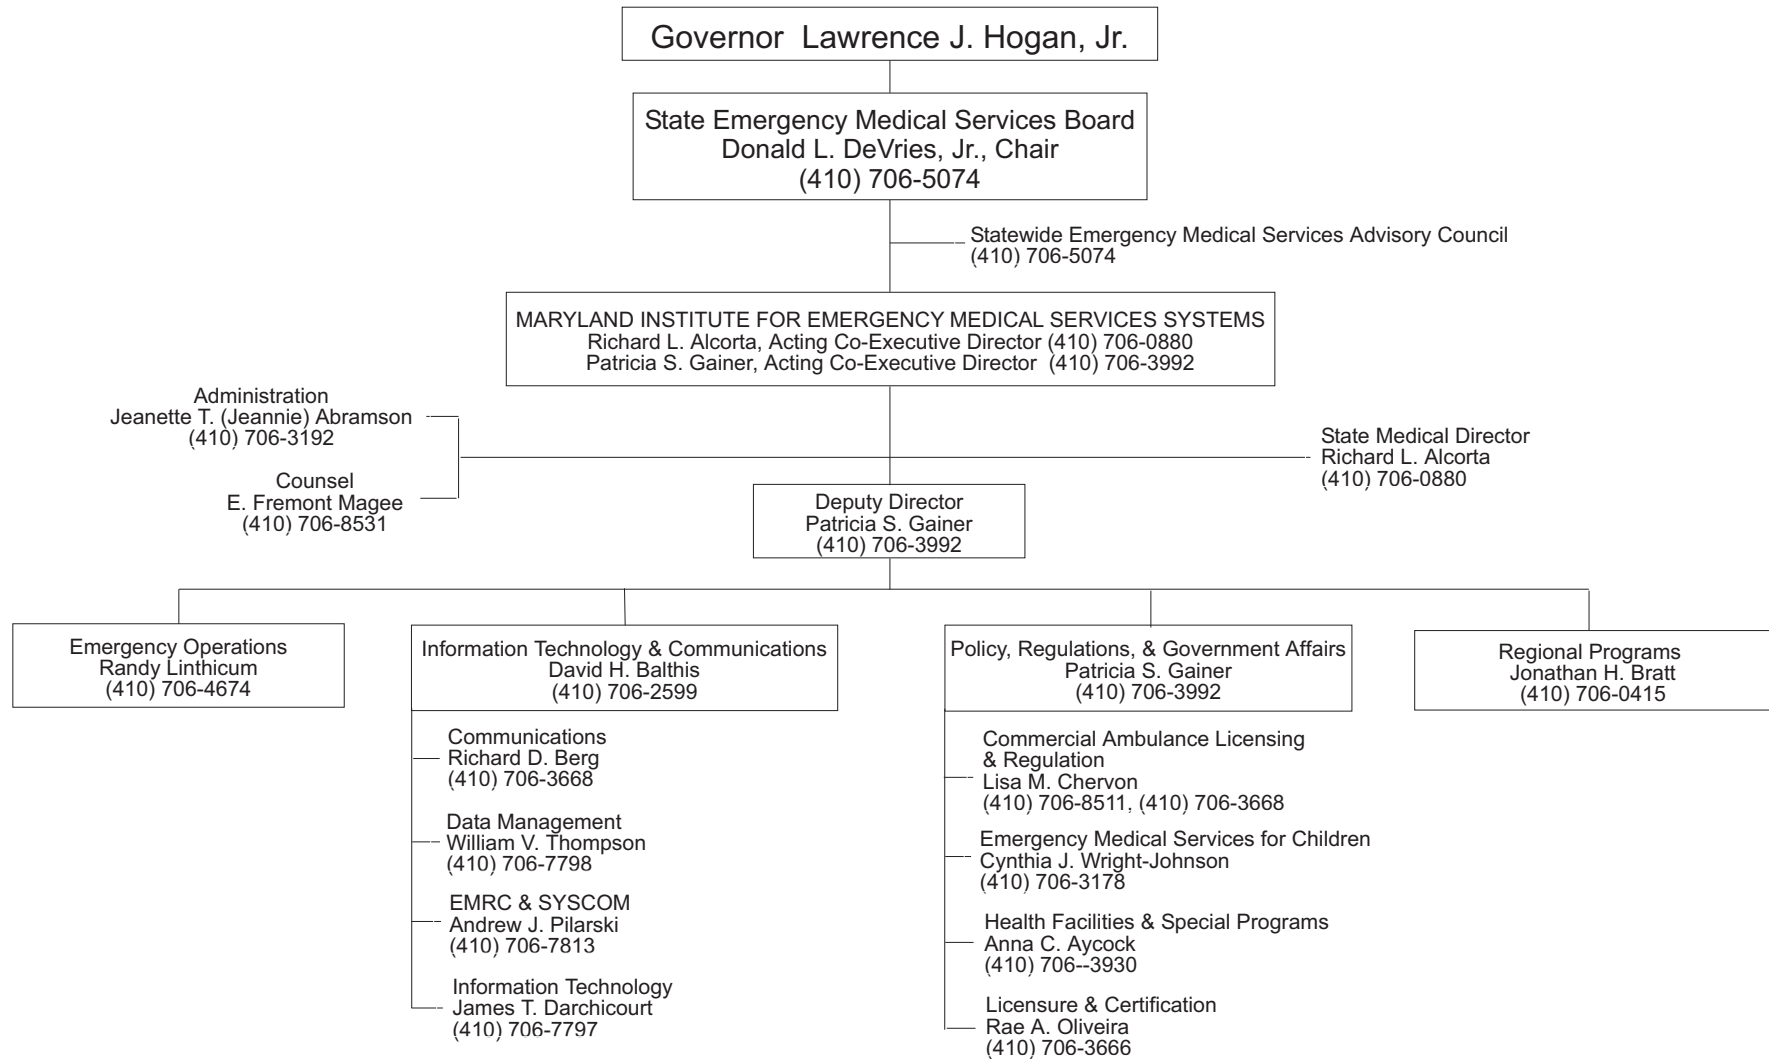 Governor  Lawrence J. Hogan, Jr.
State Emergency Medical Services Board
Donald L. DeVries, Jr., Chair
(410) 706-5074
Statewide Emergency Medical Services Advisory Council
(410) 706-5074
MARYLAND INSTITUTE FOR EMERGENCY MEDICAL SERVICES SYSTEMS
Richard L. Alcorta, Acting Co-Executive Director (410) 706-0880
Patricia S. Gainer, Acting Co-Executive Director  (410) 706-3992
Administration
Jeanette T. (Jeannie) Abramson
(410) 706-3192
Counsel
E. Fremont Magee
(410) 706-8531
State Medical Director
Richard L. Alcorta
(410) 706-0880
Deputy Director
Patricia S. Gainer
(410) 706-3992
Emergency Operations
Randy Linthicum
(410) 706-4674
Information Technology & Communications
David H. Balthis
(410) 706-2599
Communications
Richard D. Berg
(410) 706-3668
Data Management
William V. Thompson
(410) 706-7798
EMRC & SYSCOM
Andrew J. Pilarski
(410) 706-7813
Information Technology
James T. Darchicourt
(410) 706-7797
Policy, Regulations, & Government Affairs
Patricia S. Gainer
(410) 706-3992
Commercial Ambulance Licensing
& Regulation
Lisa M. Chervon
(410) 706-8511, (410) 706-3668
Emergency Medical Services for Children
Cynthia J. Wright-Johnson
(410) 706-3178
Health Facilities & Special Programs
Anna C. Aycock
(410) 706--3930
Licensure & Certification
Rae A. Oliveira
(410) 706-3666
Regional Programs
Jonathan H. Bratt
(410) 706-0415